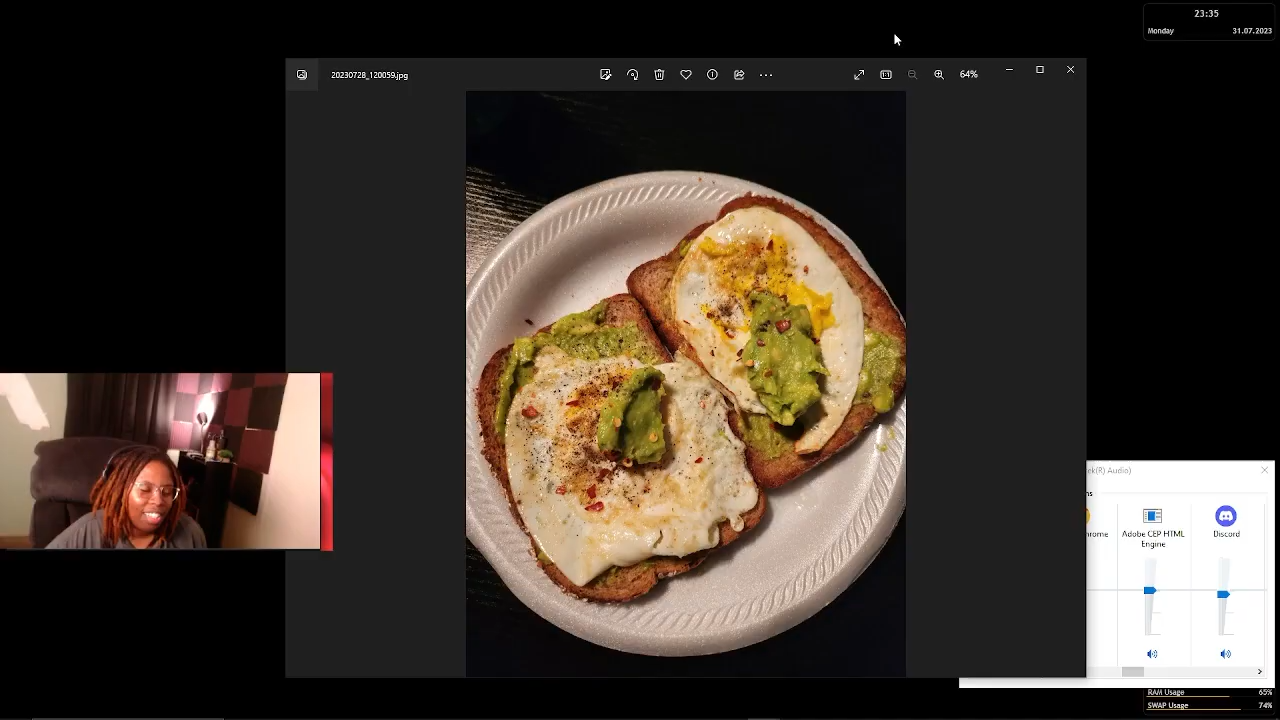 23:35
Monday 31.07.2023
20230728_120059.jpg
64%
Adobe CEP HTML Engine
Discord
RAM Usage 65%
SWAP Usage 74%